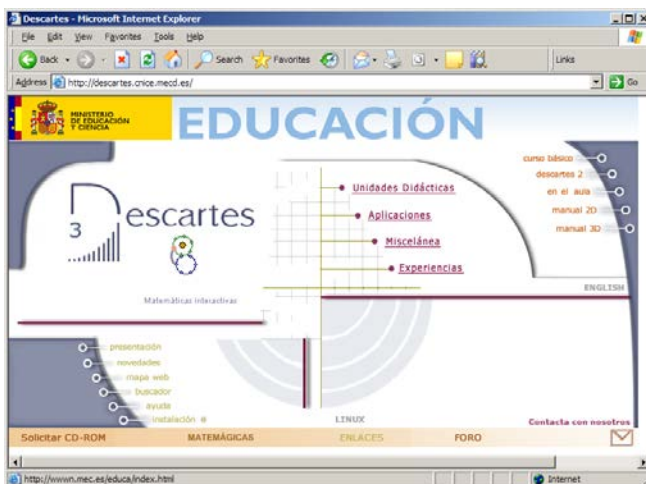 Descartes - Microsoft Internet Explorer
File Edit View Favorites Tools Help
Back Search Favorites Links
Address http://descartes.cnice.mecd.es/ Go
MINISTERIO
DE EDUCACIÓN
Y CIENCIA
EDUCACIÓN
curso básico
descartes 2
en el aula
manual 2D
manual 3D
Unidades Didácticas
Aplicaciones
Miscelánea
Experiencias
Descartes
3
Matemáticas interactivas
ENGLISH
presentación
novedades
mapa web
buscador
ayuda
instalación
LINUX
Contacta con nosotros
Solicitar CD-ROM MATEMÁGICAS ENLACES FORO
http://wwwn.mec.es/educa/index.html Internet